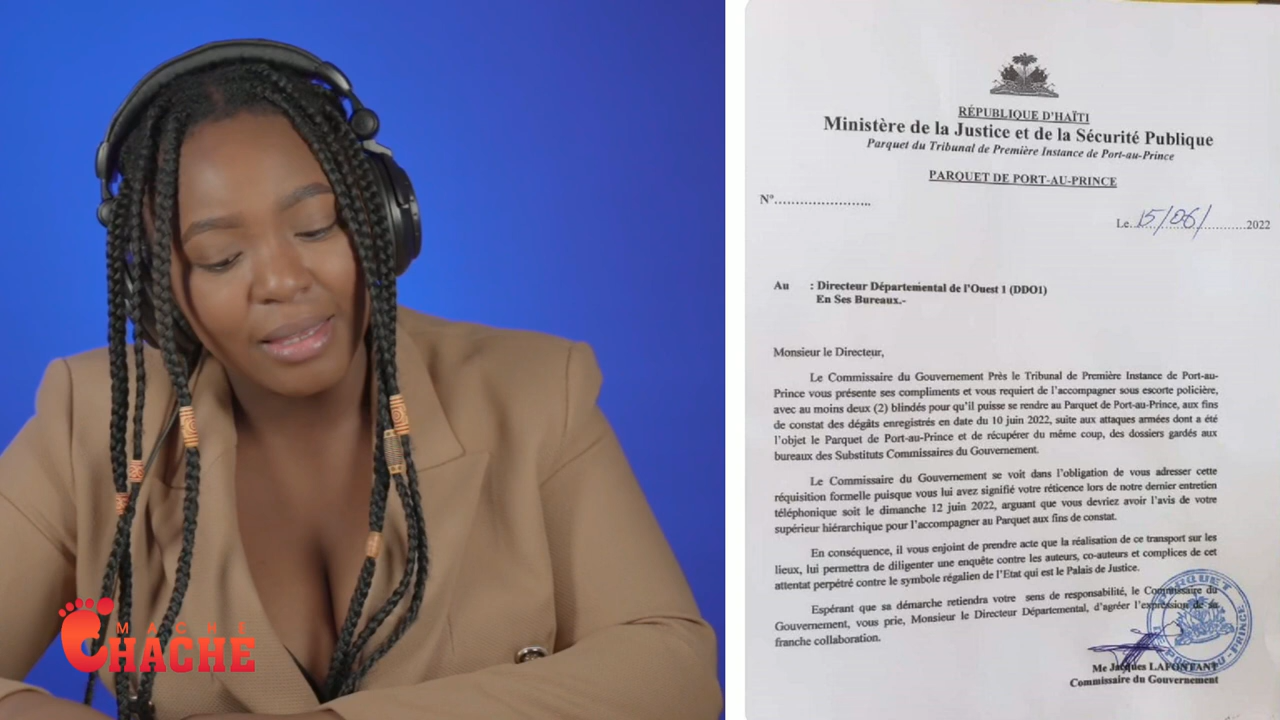 MACHE
CHACHE
RÉPUBLIQUE D'HAÏTI
Ministère de la Justice et de la Sécurité Publique
Parquet du Tribunal de Première Instance de Port-au-Prince
PARQUET DE PORT-AU-PRINCE
N°.......................
Le..15/06/............2022
Au : Directeur Départemental de l'Ouest 1 (DDO1)
En Ses Bureaux.-
Monsieur le Directeur,
Le Commissaire du Gouvernement Près le Tribunal de Première Instance de Port-au-
Prince vous présente ses compliments et vous requiert de l'accompagner sous escorte policière,
avec au moins deux (2) blindés pour qu'il puisse se rendre au Parquet de Port-au-Prince, aux fins
de constat des dégâts enregistrés en date du 10 juin 2022, suite aux attaques armées dont a été
l'objet le Parquet de Port-au-Prince et de récupérer du même coup, des dossiers gardés aux
bureaux des Substituts Commissaires du Gouvernement.
Le Commissaire du Gouvernement se voit dans l'obligation de vous adresser cette
réquisition formelle puisque vous lui avez signifié votre réticence lors de notre dernier entretien
téléphonique soit le dimanche 12 juin 2022, arguant que vous devriez avoir l'avis de votre
supérieur hiérarchique pour l'accompagner au Parquet aux fins de constat.
En conséquence, il vous enjoint de prendre acte que la réalisation de ce transport sur les
lieux, lui permettra de diligenter une enquête contre les auteurs, co-auteurs et complices de cet
attentat perpétré contre le symbole régalien de l'Etat qui est le Palais de Justice.
Espérant que sa démarche retiendra votre sens de responsabilité, le Commissaire du
Gouvernement, vous prie, Monsieur le Directeur Départemental, d'agréer l'expression de sa
franche collaboration.
Me Jacques LAFONTANT
Commissaire du Gouvernement